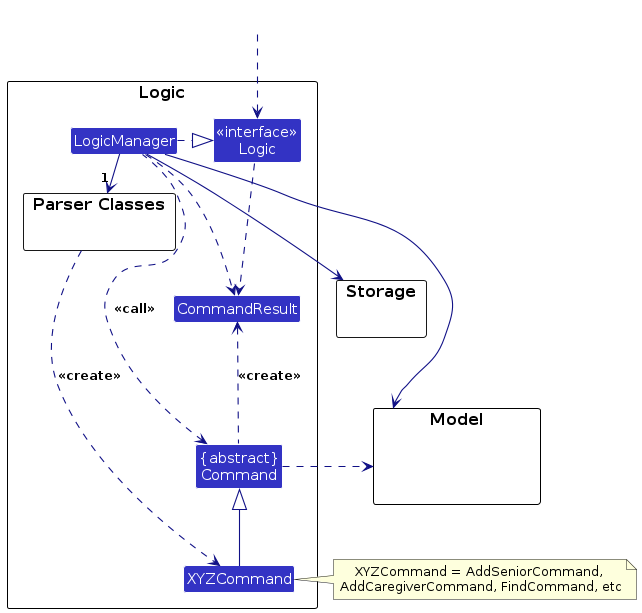 Logic
LogicManager
«interface»
Logic
1
Parser Classes
Storage
CommandResult
«call»
«create»
«create»
Model
{abstract}
Command
XYZCommand
XYZCommand = AddSeniorCommand,
AddCaregiverCommand, FindCommand, etc